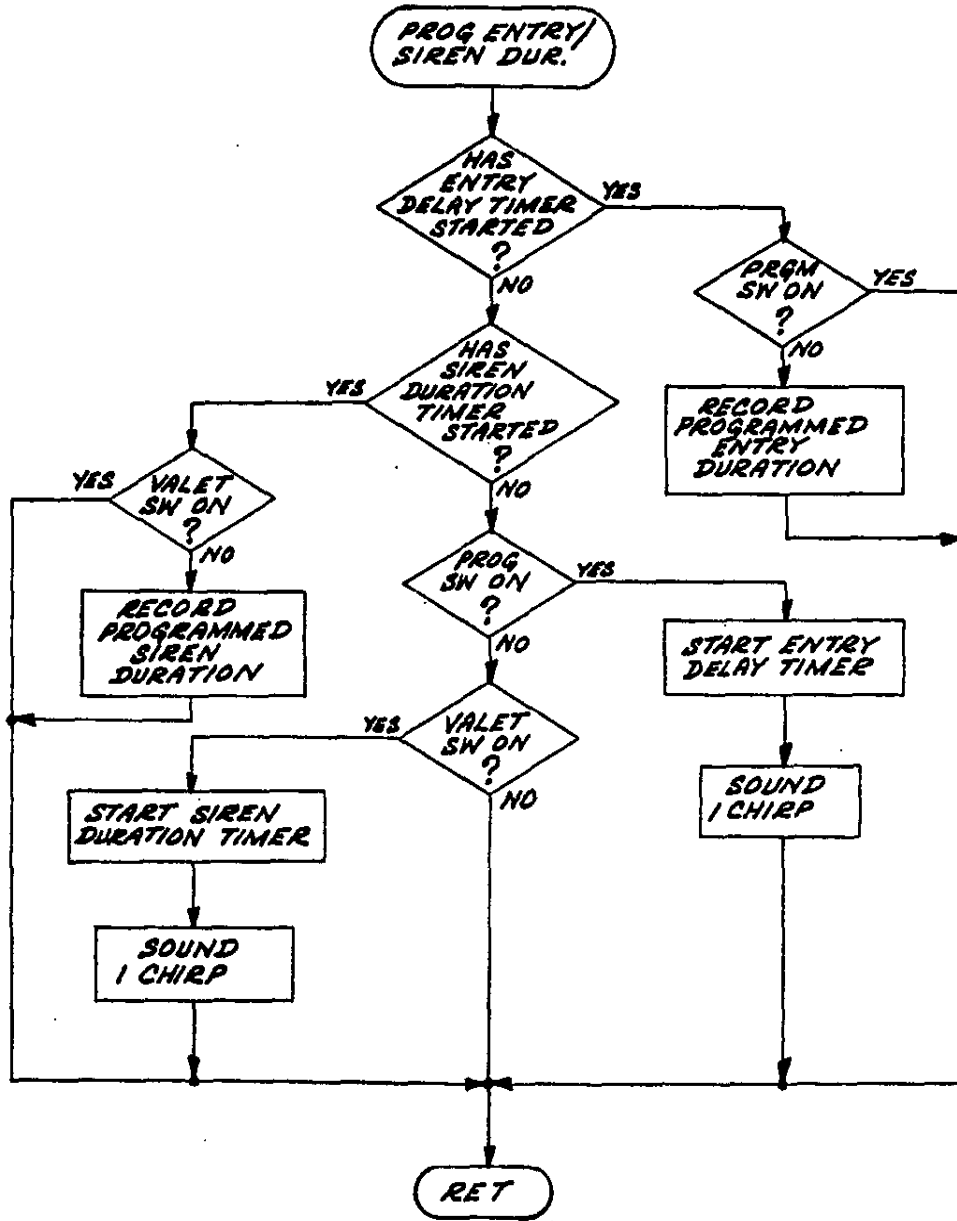 PROG ENTRY/
SIREN DUR.
HAS
ENTRY
DELAY TIMER
STARTED
?
YES
NO
PRGM
SW ON
?
YES
NO
RECORD
PROGRAMMED
ENTRY
DURATION
HAS
SIREN
DURATION
TIMER
STARTED
?
YES
NO
VALET
SW ON
?
YES
NO
RECORD
PROGRAMMED
SIREN
DURATION
PROG
SW ON
?
YES
NO
START ENTRY
DELAY TIMER
SOUND
1 CHIRP
VALET
SW ON
?
YES
NO
START SIREN
DURATION TIMER
SOUND
1 CHIRP
RET